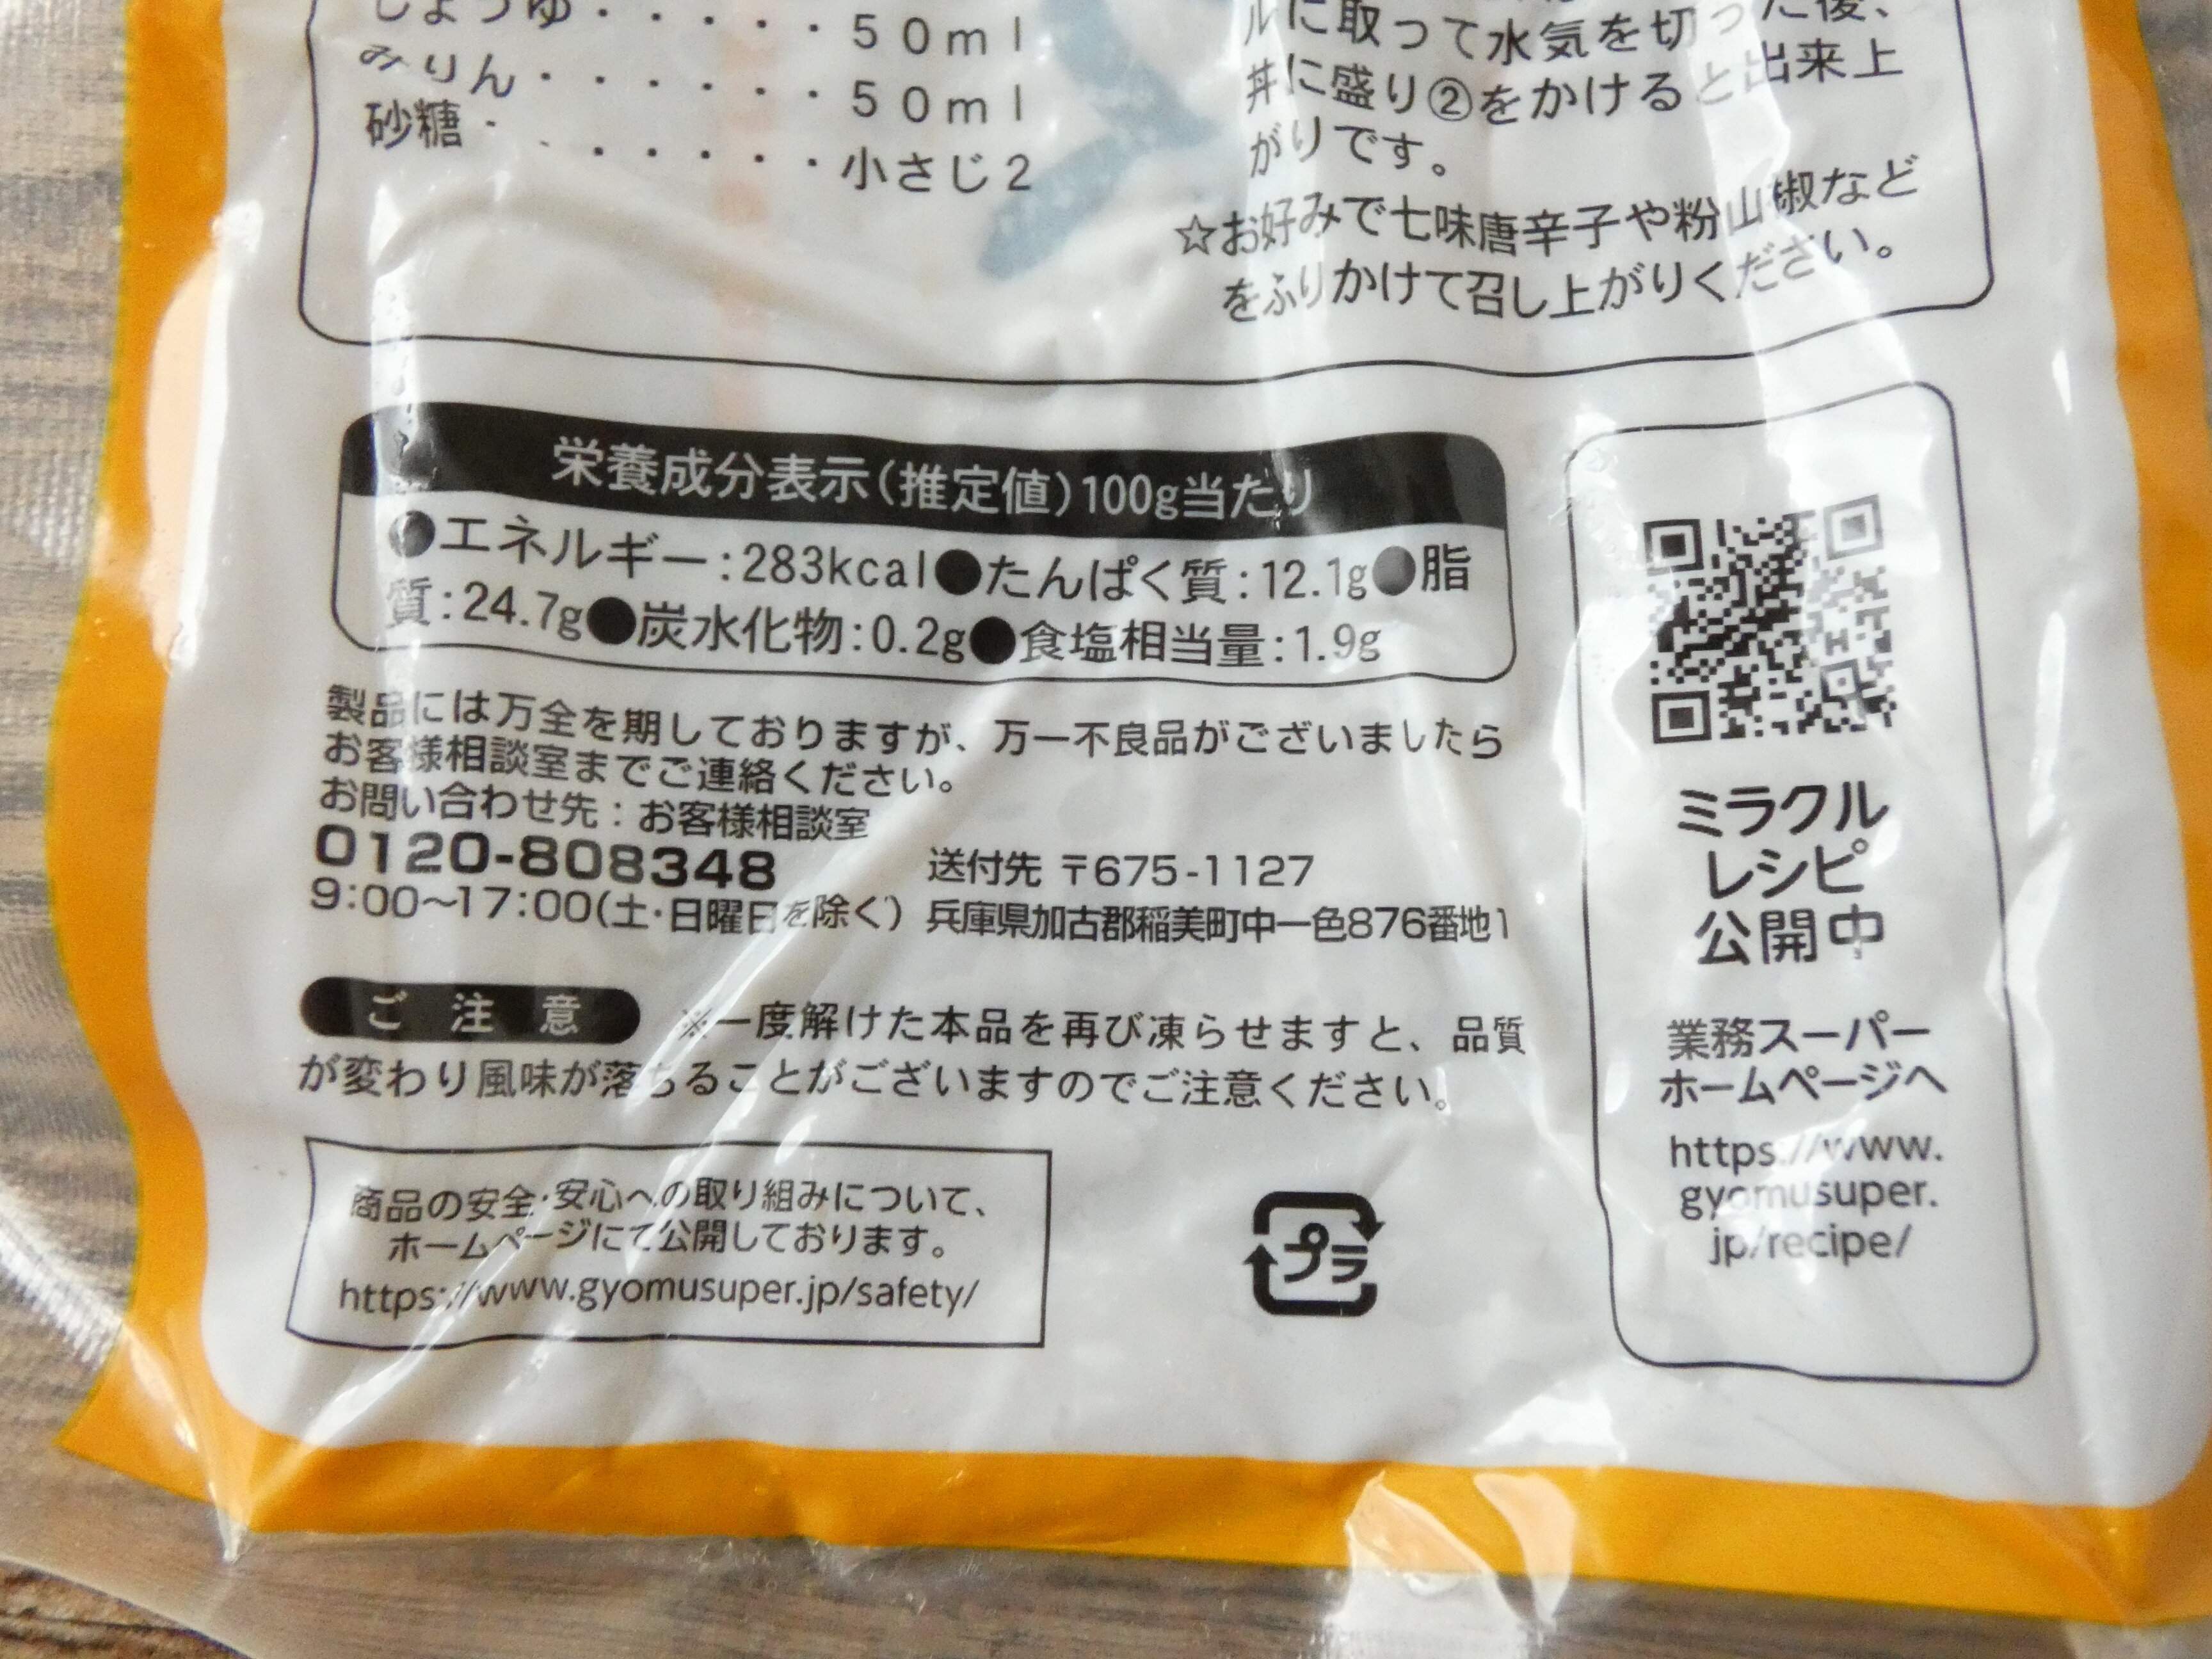 しょうゆ・・・・・50ml
みりん・・・・・・50ml
砂糖・・・・・・・小さじ2
ルに取って水気を切った後、
丼に盛り②をかけると出来上
がりです。
☆お好みで七味唐辛子や粉山椒など
をふりかけて召し上がりください。
栄養成分表示(推定値)100g当たり
●エネルギー:283kcal●たんぱく質:12.1g●脂
質:24.7g●炭水化物:0.2g●食塩相当量:1.9g
製品には万全を期しておりますが、万一不良品がございましたら
お客様相談室までご連絡ください。
お問い合わせ先:お客様相談室
0120-808348
9:00〜17:00(土・日曜日を除く)
送付先 〒675-1127
兵庫県加古郡稲美町中一色876番地1
ご注意 ※一度解けた本品を再び凍らせますと、品質
が変わり風味が落ちることがございますのでご注意ください。
商品の安全・安心への取り組みについて、
ホームページにて公開しております。
https://www.gyomusuper.jp/safety/
プラ
ミラクル
レシピ
公開中
業務スーパー
ホームページへ
https://www.
gyomusuper.
jp/recipe/